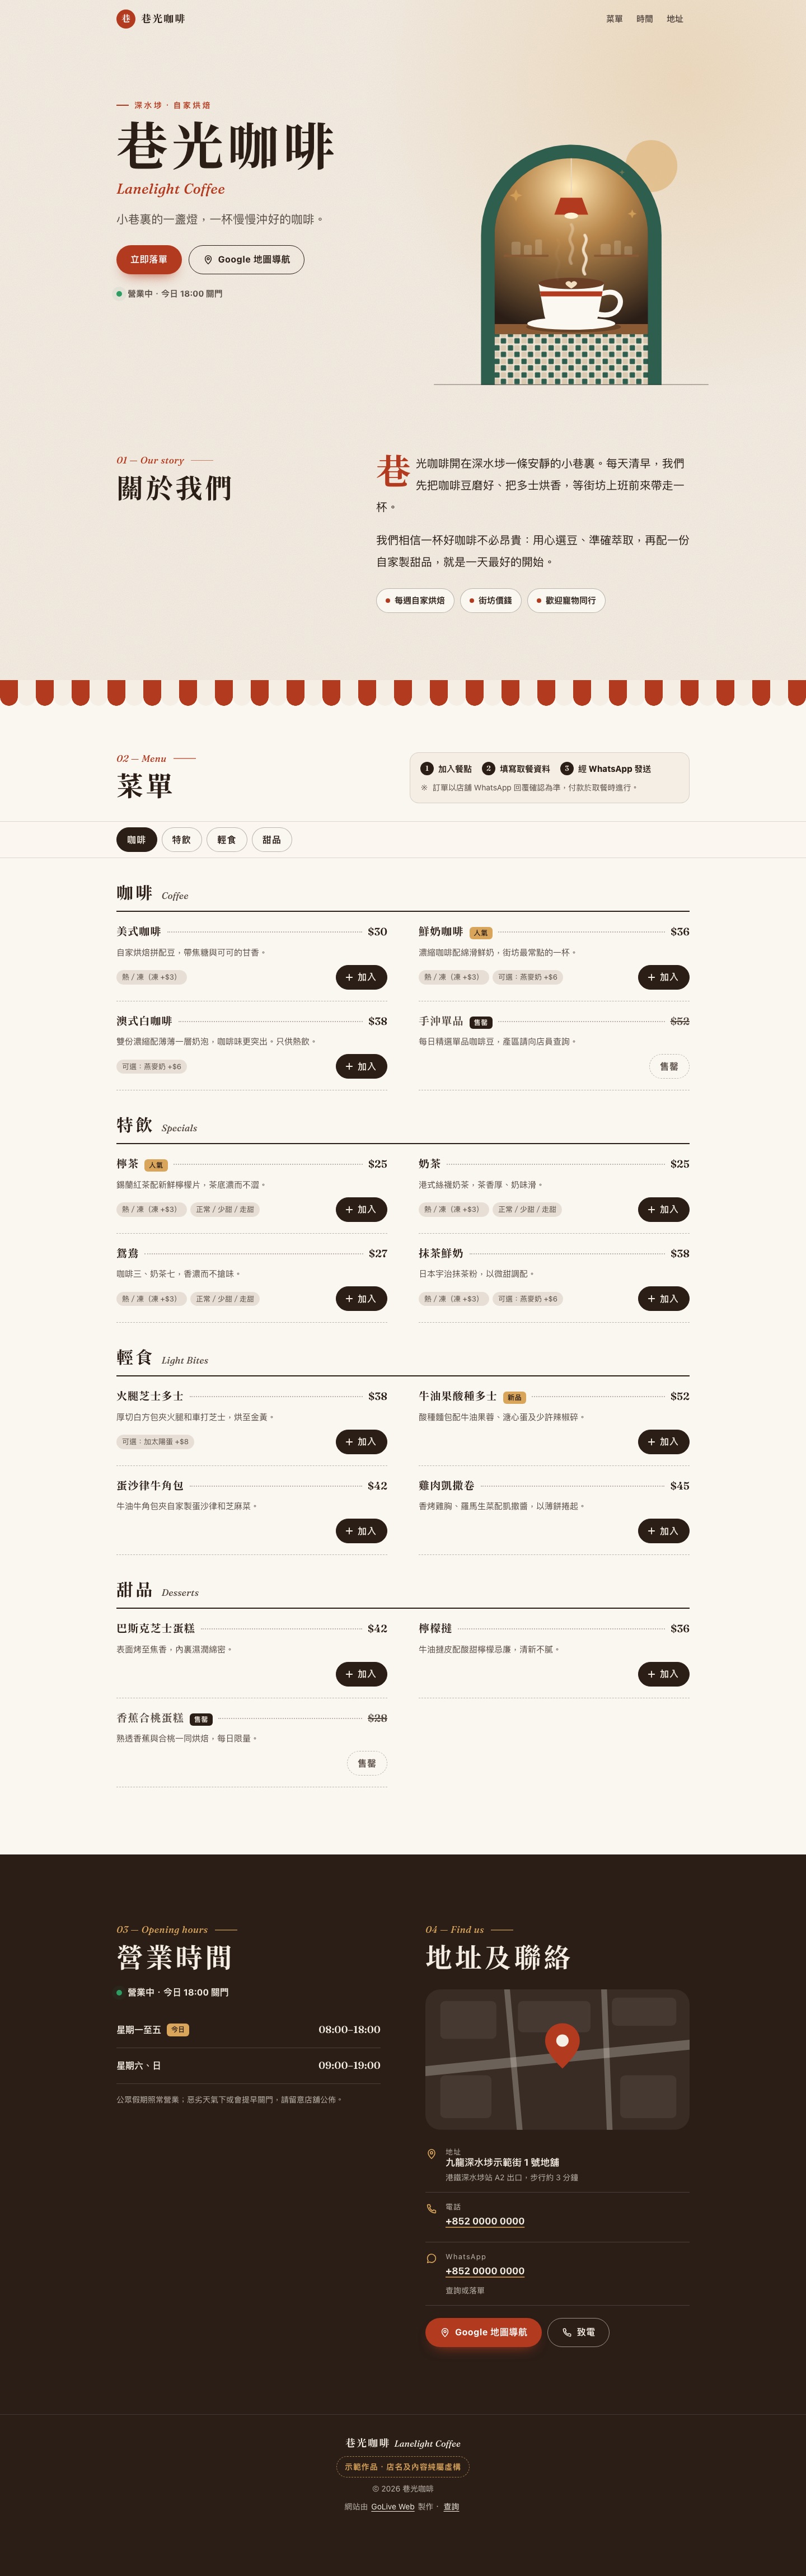 巷 巷光咖啡
菜單 時間 地址
深水埗 · 自家烘焙
巷光咖啡
Lanelight Coffee
小巷裏的一盞燈，一杯慢慢沖好的咖啡。
立即落單 Google 地圖導航
營業中 · 今日 18:00 關門
01 — Our story
關於我們
巷光咖啡開在深水埗一條安靜的小巷裏。每天清早，我們
先把咖啡豆磨好、把多士烘香，等街坊上班前來帶走一
杯。
我們相信一杯好咖啡不必昂貴：用心選豆、準確萃取，再配一份
自家製甜品，就是一天最好的開始。
每週自家烘焙 街坊價錢 歡迎寵物同行
02 — Menu
菜單
1 加入餐點 2 填寫取餐資料 3 經 WhatsApp 發送
※ 訂單以店舖 WhatsApp 回覆確認為準，付款於取餐時進行。
咖啡 特飲 輕食 甜品
咖啡 Coffee
美式咖啡 $30
自家烘焙拼配豆，帶焦糖與可可的甘香。
熱 / 凍（凍 +$3） + 加入
鮮奶咖啡 人氣 $36
濃縮咖啡配綿滑鮮奶，街坊最常點的一杯。
熱 / 凍（凍 +$3） 可選：燕麥奶 +$6 + 加入
澳式白咖啡 $38
雙份濃縮配薄薄一層奶泡，咖啡味更突出。只供熱飲。
可選：燕麥奶 +$6 + 加入
手沖單品 售罄 $52
每日精選單品咖啡豆，產區請向店員查詢。
售罄
特飲 Specials
檸茶 人氣 $25
錫蘭紅茶配新鮮檸檬片，茶底濃而不澀。
熱 / 凍（凍 +$3） 正常 / 少甜 / 走甜 + 加入
奶茶 $25
港式絲襪奶茶，茶香厚、奶味滑。
熱 / 凍（凍 +$3） 正常 / 少甜 / 走甜 + 加入
鴛鴦 $27
咖啡三、奶茶七，香濃而不搶味。
熱 / 凍（凍 +$3） 正常 / 少甜 / 走甜 + 加入
抹茶鮮奶 $38
日本宇治抹茶粉，以微甜調配。
熱 / 凍（凍 +$3） 可選：燕麥奶 +$6 + 加入
輕食 Light Bites
火腿芝士多士 $38
厚切白方包夾火腿和車打芝士，烘至金黃。
可選：加太陽蛋 +$8 + 加入
牛油果酸種多士 新品 $52
酸種麵包配牛油果蓉、溏心蛋及少許辣椒碎。
+ 加入
蛋沙律牛角包 $42
牛油牛角包夾自家製蛋沙律和芝麻菜。
+ 加入
雞肉凱撒卷 $45
香烤雞胸、羅馬生菜配凱撒醬，以薄餅捲起。
+ 加入
甜品 Desserts
巴斯克芝士蛋糕 $42
表面烤至焦香，內裏濕潤綿密。
+ 加入
檸檬撻 $36
牛油撻皮配酸甜檸檬忌廉，清新不膩。
+ 加入
香蕉合桃蛋糕 售罄 $28
熟透香蕉與合桃一同烘焙，每日限量。
售罄
03 — Opening hours
營業時間
營業中 · 今日 18:00 關門
星期一至五 今日 08:00–18:00
星期六、日 09:00–19:00
公眾假期照常營業；惡劣天氣下或會提早關門，請留意店舖公佈。
04 — Find us
地址及聯絡
地址
九龍深水埗示範街 1 號地舖
港鐵深水埗站 A2 出口，步行約 3 分鐘
電話
+852 0000 0000
WhatsApp
+852 0000 0000
查詢或落單
Google 地圖導航 致電
巷光咖啡 Lanelight Coffee
示範作品 · 店名及內容純屬虛構
© 2026 巷光咖啡
網站由 GoLive Web 製作 · 查詢